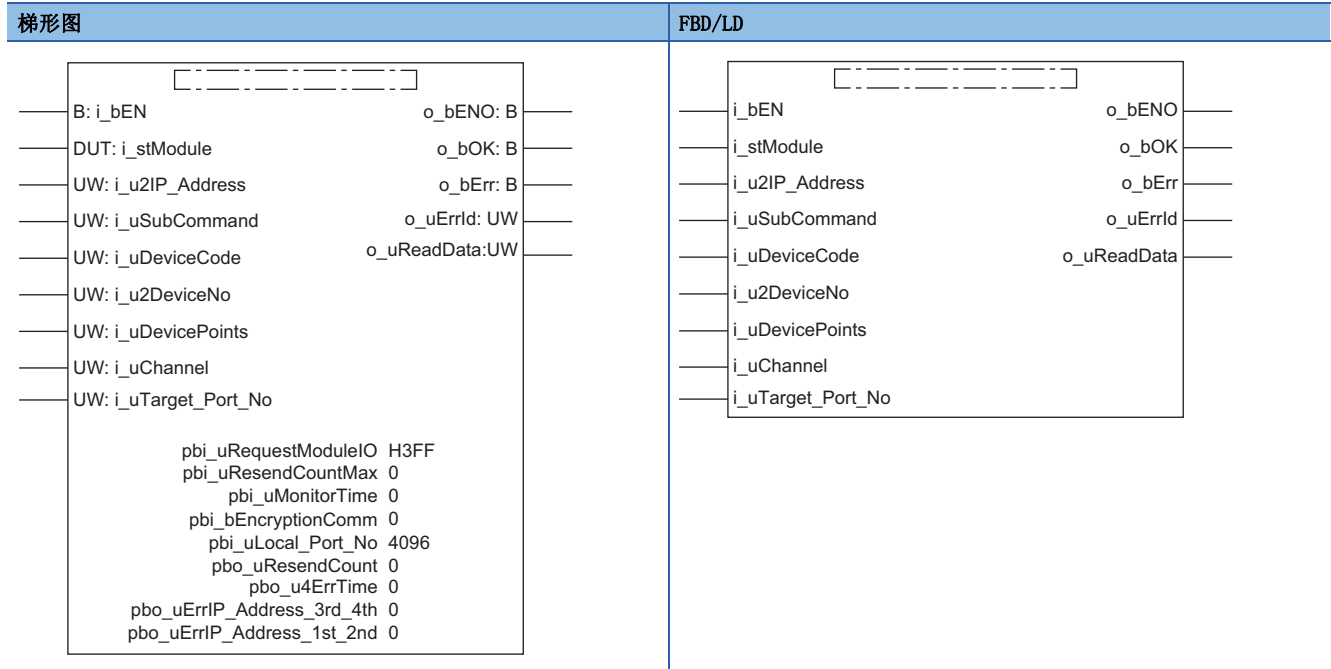 梯形图
FBD/LD
B: i_bEN
o_bENO: B
DUT: i_stModule
o_bOK: B
UW: i_u2IP_Address
o_bErr: B
UW: i_uSubCommand
o_uErrId: UW
UW: i_uDeviceCode
o_uReadData:UW
UW: i_u2DeviceNo
UW: i_uDevicePoints
UW: i_uChannel
UW: i_uTarget_Port_No
pbi_uRequestModuleIO H3FF
pbi_uResendCountMax 0
pbi_uMonitorTime 0
pbi_bEncryptionComm 0
pbi_uLocal_Port_No 4096
pbo_uResendCount 0
pbo_u4ErrTime 0
pbo_uErrIP_Address_3rd_4th 0
pbo_uErrIP_Address_1st_2nd 0
i_bEN
o_bENO
i_stModule
o_bOK
i_u2IP_Address
o_bErr
i_uSubCommand
o_uErrId
i_uDeviceCode
o_uReadData
i_u2DeviceNo
i_uDevicePoints
i_uChannel
i_uTarget_Port_No